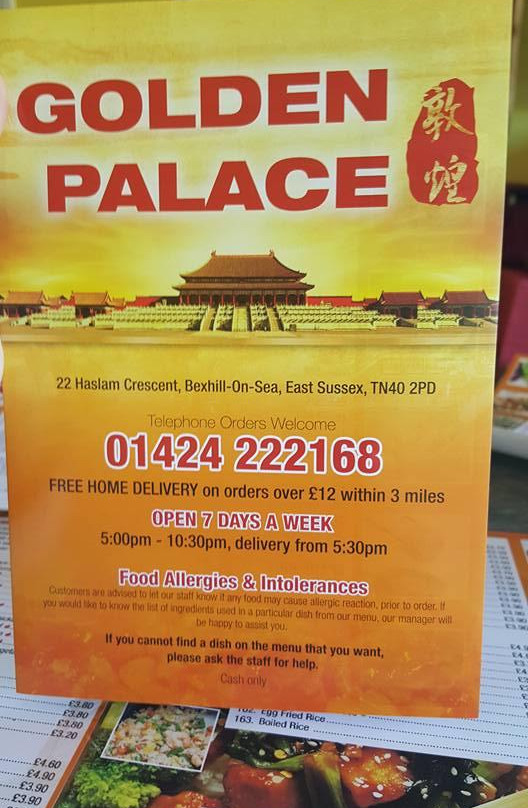 GOLDEN
PALACE
敦煌
22 Haslam Crescent, Bexhill-On-Sea, East Sussex, TN40 2PD
Telephone Orders Welcome
01424 222168
FREE HOME DELIVERY on orders over £12 within 3 miles
OPEN 7 DAYS A WEEK
5:00pm - 10:30pm, delivery from 5:30pm
Food Allergies & Intolerances
Customers are advised to let our staff know if any food may cause allergic reaction, prior to order. If
you would like to know the list of ingredients used in a particular dish from our menu, our manager will
be happy to assist you.
If you cannot find a dish on the menu that you want,
please ask the staff for help.
Cash only
£3.80
£3.80
£3.80
£3.20
£4.60
£4.90
£3.90
£3.90
162. Egg Fried Rice
163. Boiled Rice